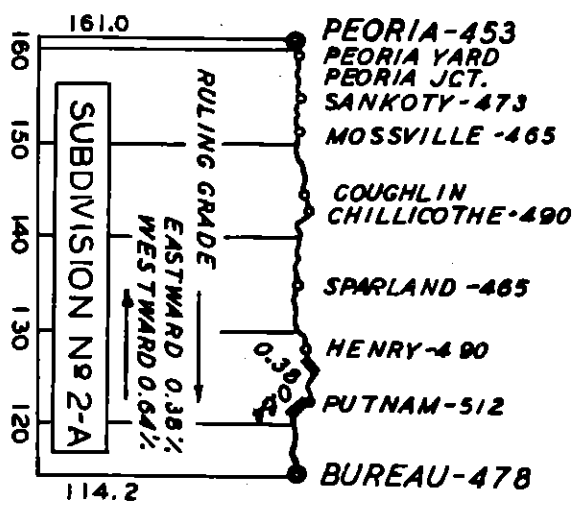 161.0
PEORIA-453
PEORIA YARD
PEORIA JCT.
SANKOTY-473
MOSSVILLE-465
COUGHLIN
CHILLICOTHE-490
SPARLAND-465
HENRY-490
PUTNAM-512
BUREAU-478
114.2
160
150
140
130
120
SUBDIVISION Nº 2-A
RULING GRADE
EASTWARD 0.38%
WESTWARD 0.64%
0.38